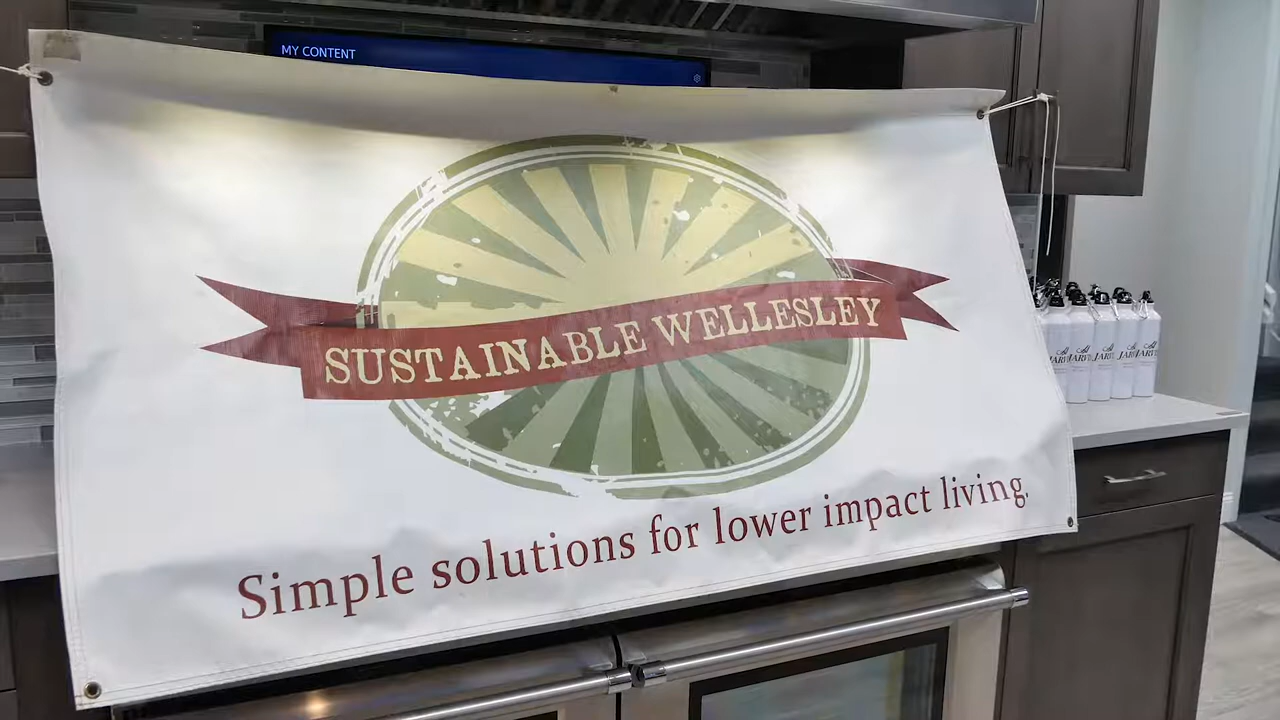 MY CONTENT
SUSTAINABLE WELLESLEY
Simple solutions for lower impact living.